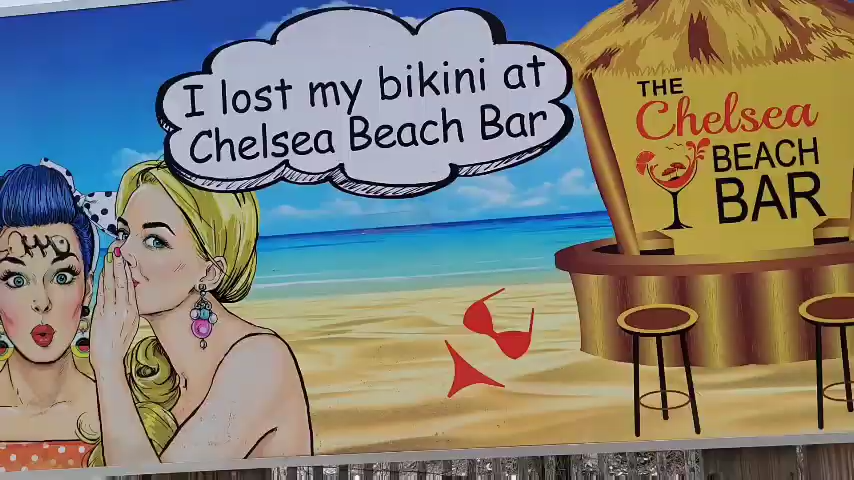 I lost my bikini at
Chelsea Beach Bar
THE
Chelsea
BEACH
BAR